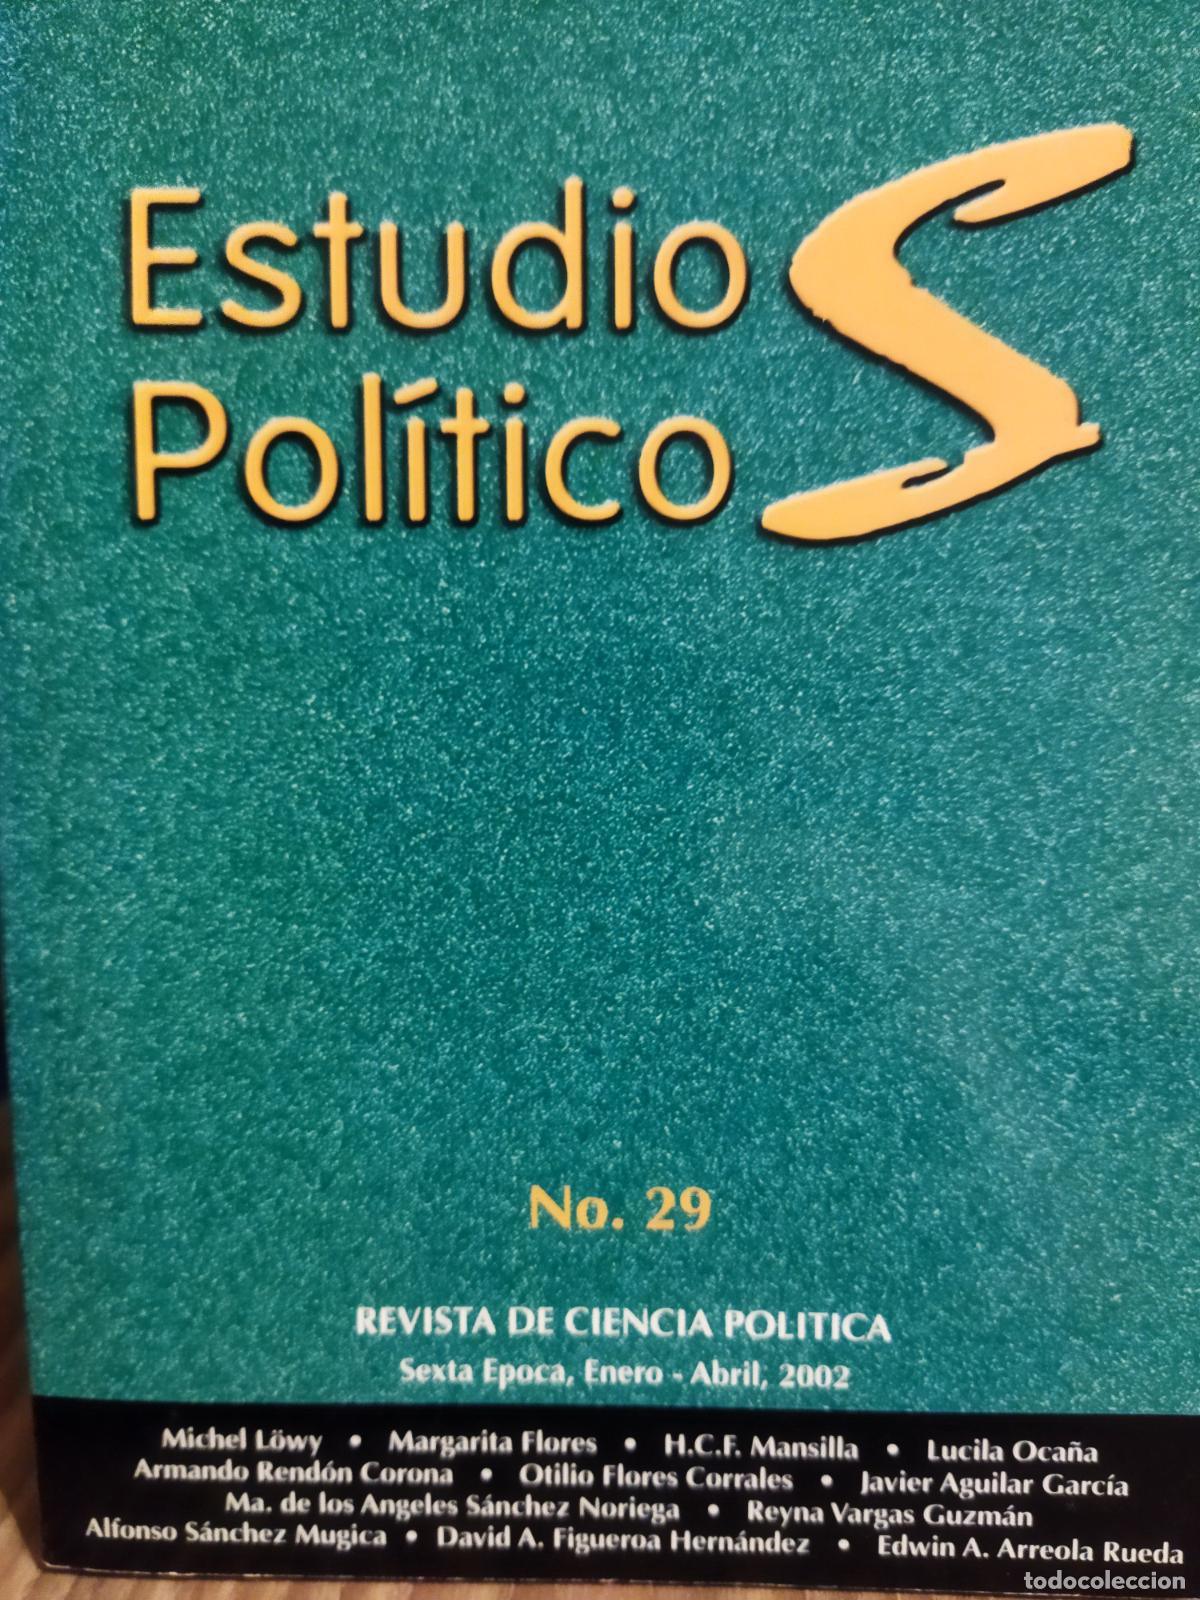 EstudioS
Político
No. 29
REVISTA DE CIENCIA POLITICA
Sexta Epoca, Enero - Abril, 2002
Michel Löwy • Margarita Flores • H.C.F. Mansilla • Lucila Ocaña
Armando Rendón Corona • Otilio Flores Corrales • Javier Aguilar García
Ma. de los Angeles Sánchez Noriega • Reyna Vargas Guzmán
Alfonso Sánchez Mugica • David A. Figueroa Hernández • Edwin A. Arreola Rueda
todocoleccion